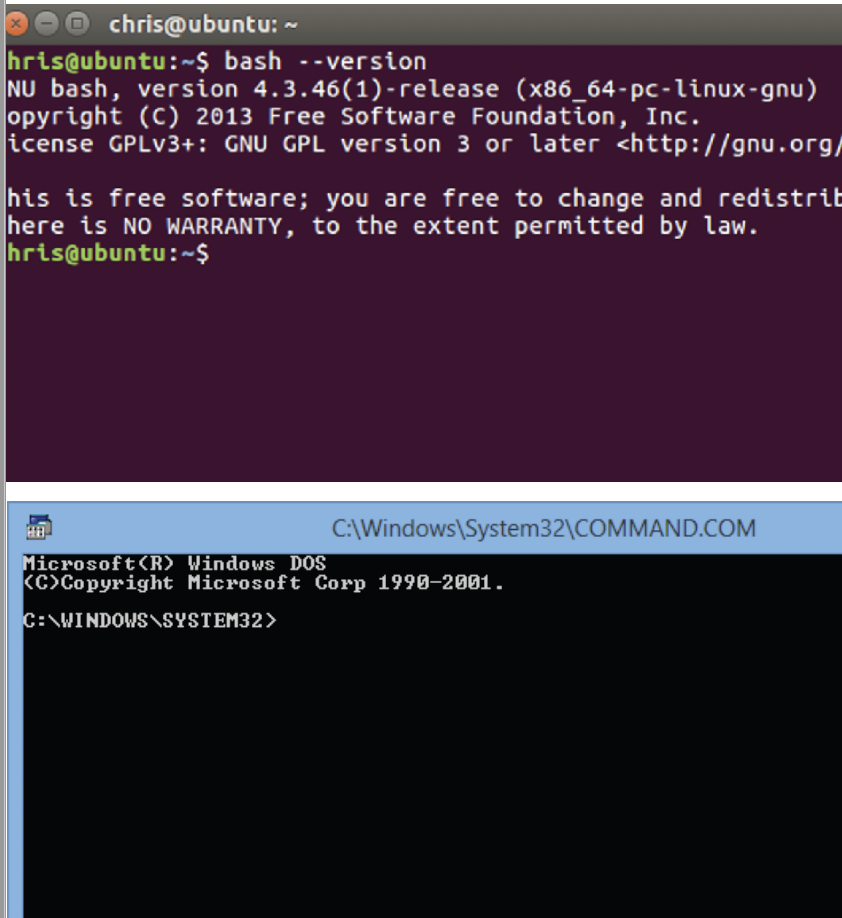 chris@ubuntu: ~
hris@ubuntu:~$ bash --version
NU bash, version 4.3.46(1)-release (x86_64-pc-linux-gnu)
opyright (C) 2013 Free Software Foundation, Inc.
icense GPLv3+: GNU GPL version 3 or later <http://gnu.org/
his is free software; you are free to change and redistrib
here is NO WARRANTY, to the extent permitted by law.
hris@ubuntu:~$
C:\Windows\System32\COMMAND.COM
Microsoft(R) Windows DOS
(C)Copyright Microsoft Corp 1990-2001.
C:\WINDOWS\SYSTEM32>